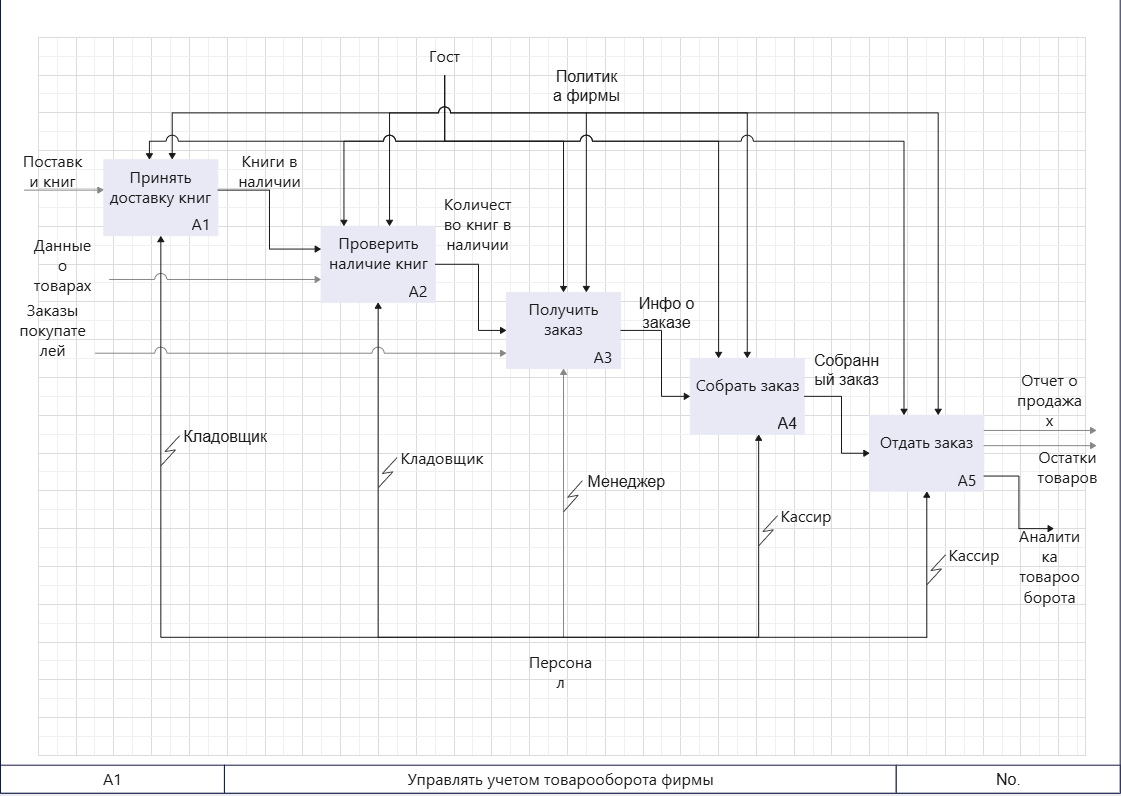 Гост
Политик
а фирмы
Поставк
и книг
Принять
доставку книг
A1
Книги в
наличии
Количест
во книг в
наличии
Данные
о
товарах
Проверить
наличие книг
A2
Заказы
покупате
лей
Получить
заказ
A3
Инфо о
заказе
Собрать заказ
A4
Собранн
ый заказ
Отчет о
продажа
х
Отдать заказ
A5
Остатки
товаров
Аналити
ка
товароо
борота
Кладовщик
Кладовщик
Менеджер
Кассир
Кассир
Персона
л
A1
Управлять учетом товарооборота фирмы
No.